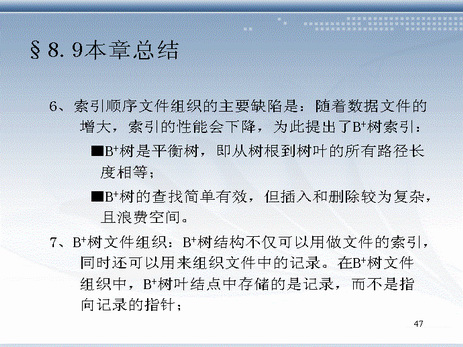 §8.9本章总结
6、索引顺序文件组织的主要缺陷是：随着数据文件的
增大，索引的性能会下降，为此提出了B⁺树索引：
■B⁺树是平衡树，即从树根到树叶的所有路径长
度相等；
■B⁺树的查找简单有效，但插入和删除较为复杂，
且浪费空间。
7、B⁺树文件组织：B⁺树结构不仅可以用做文件的索引，
同时还可以用来组织文件中的记录。在B⁺树文件
组织中，B⁺树叶结点中存储的是记录，而不是指
向记录的指针；
47